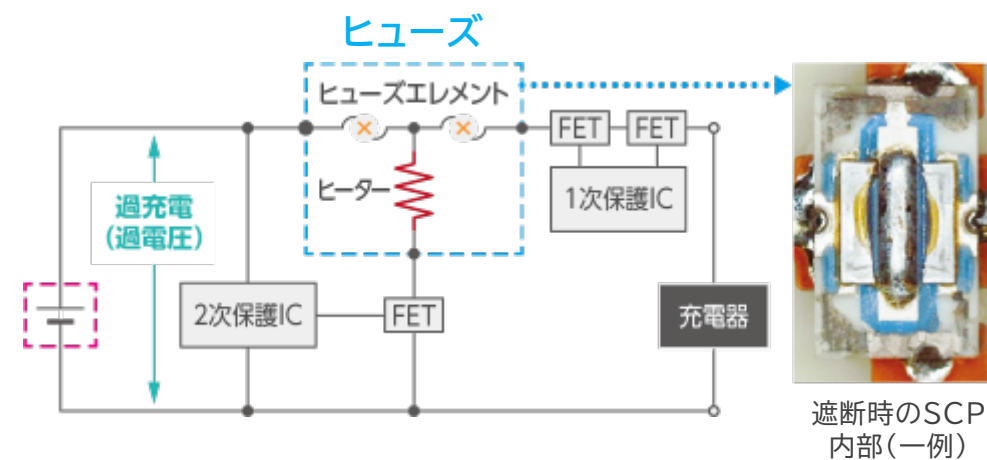 ヒューズ
ヒューズエレメント
FET
FET
ヒーター
1次保護IC
過充電
(過電圧)
2次保護IC
FET
充電器
遮断時のSCP
内部(一例)